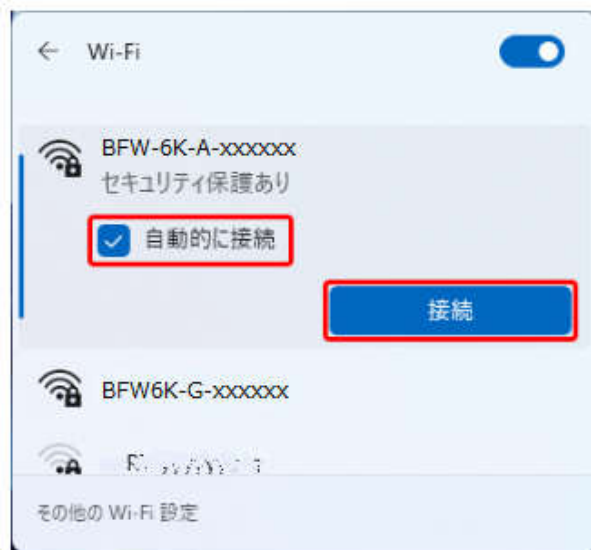 Wi-Fi
BFW-6K-A-xxxxxx
セキュリティ保護あり
自動的に接続
接続
BFW6K-G-xxxxxx
その他の Wi-Fi 設定